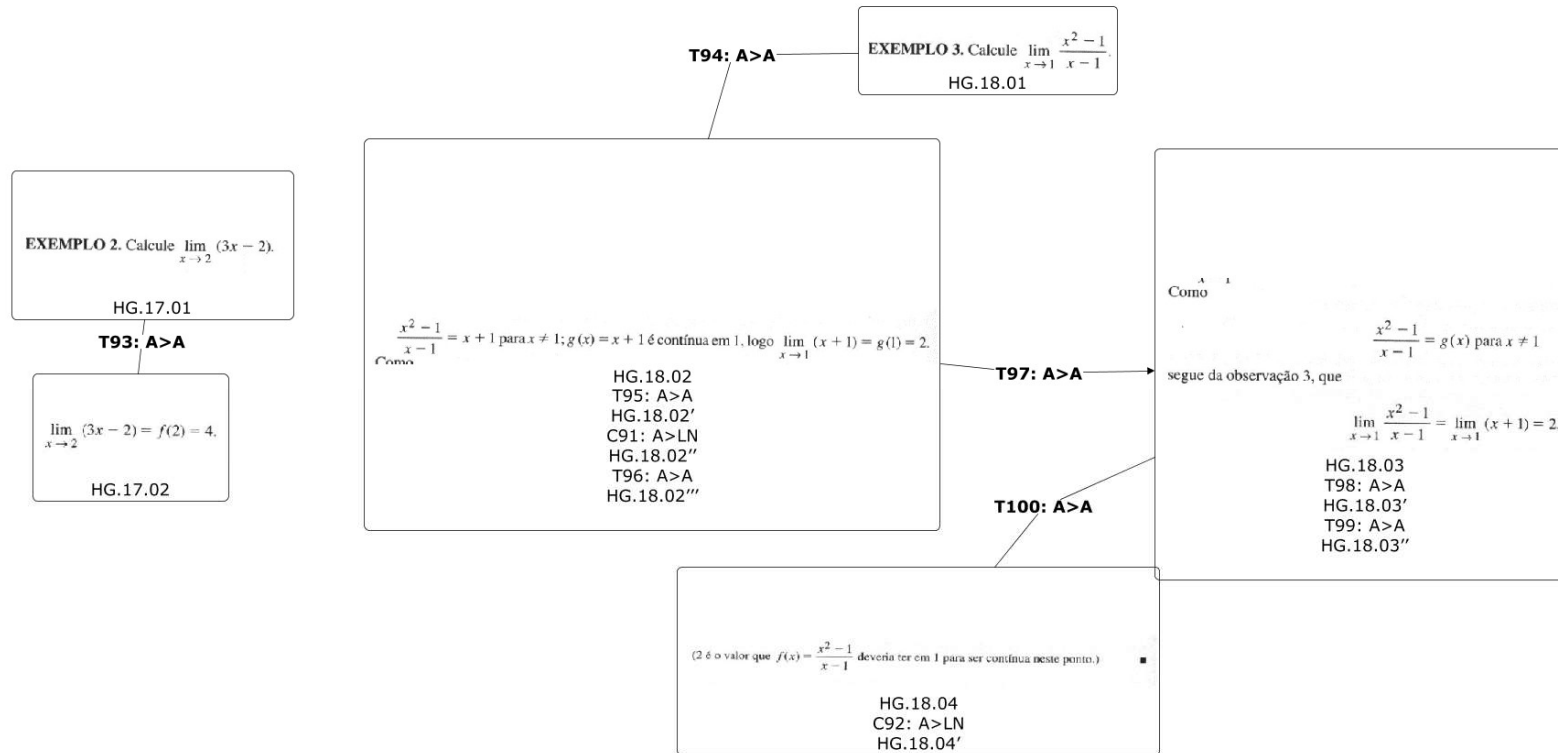 T94: A>A
EXEMPLO 3. Calcule lim x→1 (x² − 1)/(x − 1).
HG.18.01
EXEMPLO 2. Calcule lim x→2 (3x − 2).
HG.17.01
T93: A>A
lim x→2 (3x − 2) = f(2) = 4.
HG.17.02
Como (x² − 1)/(x − 1) = x + 1 para x ≠ 1; g(x) = x + 1 é contínua em 1, logo lim x→1 (x + 1) = g(1) = 2.
HG.18.02
T95: A>A
HG.18.02′
C91: A>LN
HG.18.02′′
T96: A>A
HG.18.02′′′
T97: A>A
Como
(x² − 1)/(x − 1) = g(x) para x ≠ 1
segue da observação 3, que
lim x→1 (x² − 1)/(x − 1) = lim x→1 (x + 1) = 2.
HG.18.03
T98: A>A
HG.18.03′
T99: A>A
HG.18.03′′
T100: A>A
(2 é o valor que f(x) = (x² − 1)/(x − 1) deveria ter em 1 para ser contínua neste ponto.) ■
HG.18.04
C92: A>LN
HG.18.04′